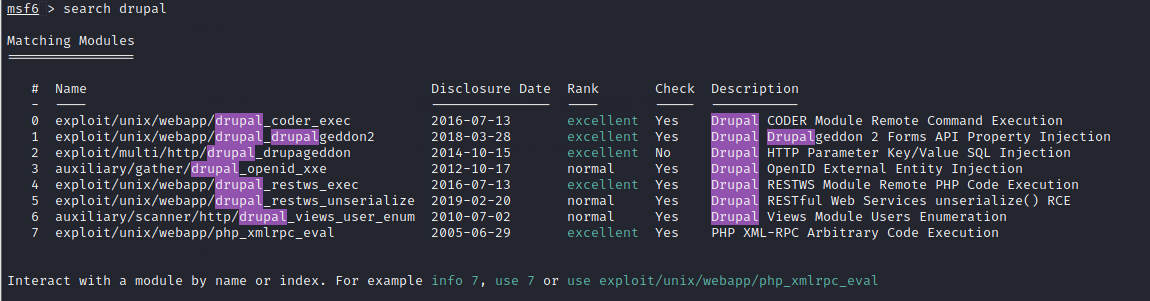 msf6 > search drupal
Matching Modules
================
# Name Disclosure Date Rank Check Description
- ---- --------------- ---- ----- -----------
0 exploit/unix/webapp/drupal_coder_exec 2016-07-13 excellent Yes Drupal CODER Module Remote Command Execution
1 exploit/unix/webapp/drupal_drupalgeddon2 2018-03-28 excellent Yes Drupal Drupalgeddon 2 Forms API Property Injection
2 exploit/multi/http/drupal_drupageddon 2014-10-15 excellent No Drupal HTTP Parameter Key/Value SQL Injection
3 auxiliary/gather/drupal_openid_xxe 2012-10-17 normal Yes Drupal OpenID External Entity Injection
4 exploit/unix/webapp/drupal_restws_exec 2016-07-13 excellent Yes Drupal RESTWS Module Remote PHP Code Execution
5 exploit/unix/webapp/drupal_restws_unserialize 2019-02-20 normal Yes Drupal RESTful Web Services unserialize() RCE
6 auxiliary/scanner/http/drupal_views_user_enum 2010-07-02 normal Yes Drupal Views Module Users Enumeration
7 exploit/unix/webapp/php_xmlrpc_eval 2005-06-29 excellent Yes PHP XML-RPC Arbitrary Code Execution
Interact with a module by name or index. For example info 7, use 7 or use exploit/unix/webapp/php_xmlrpc_eval